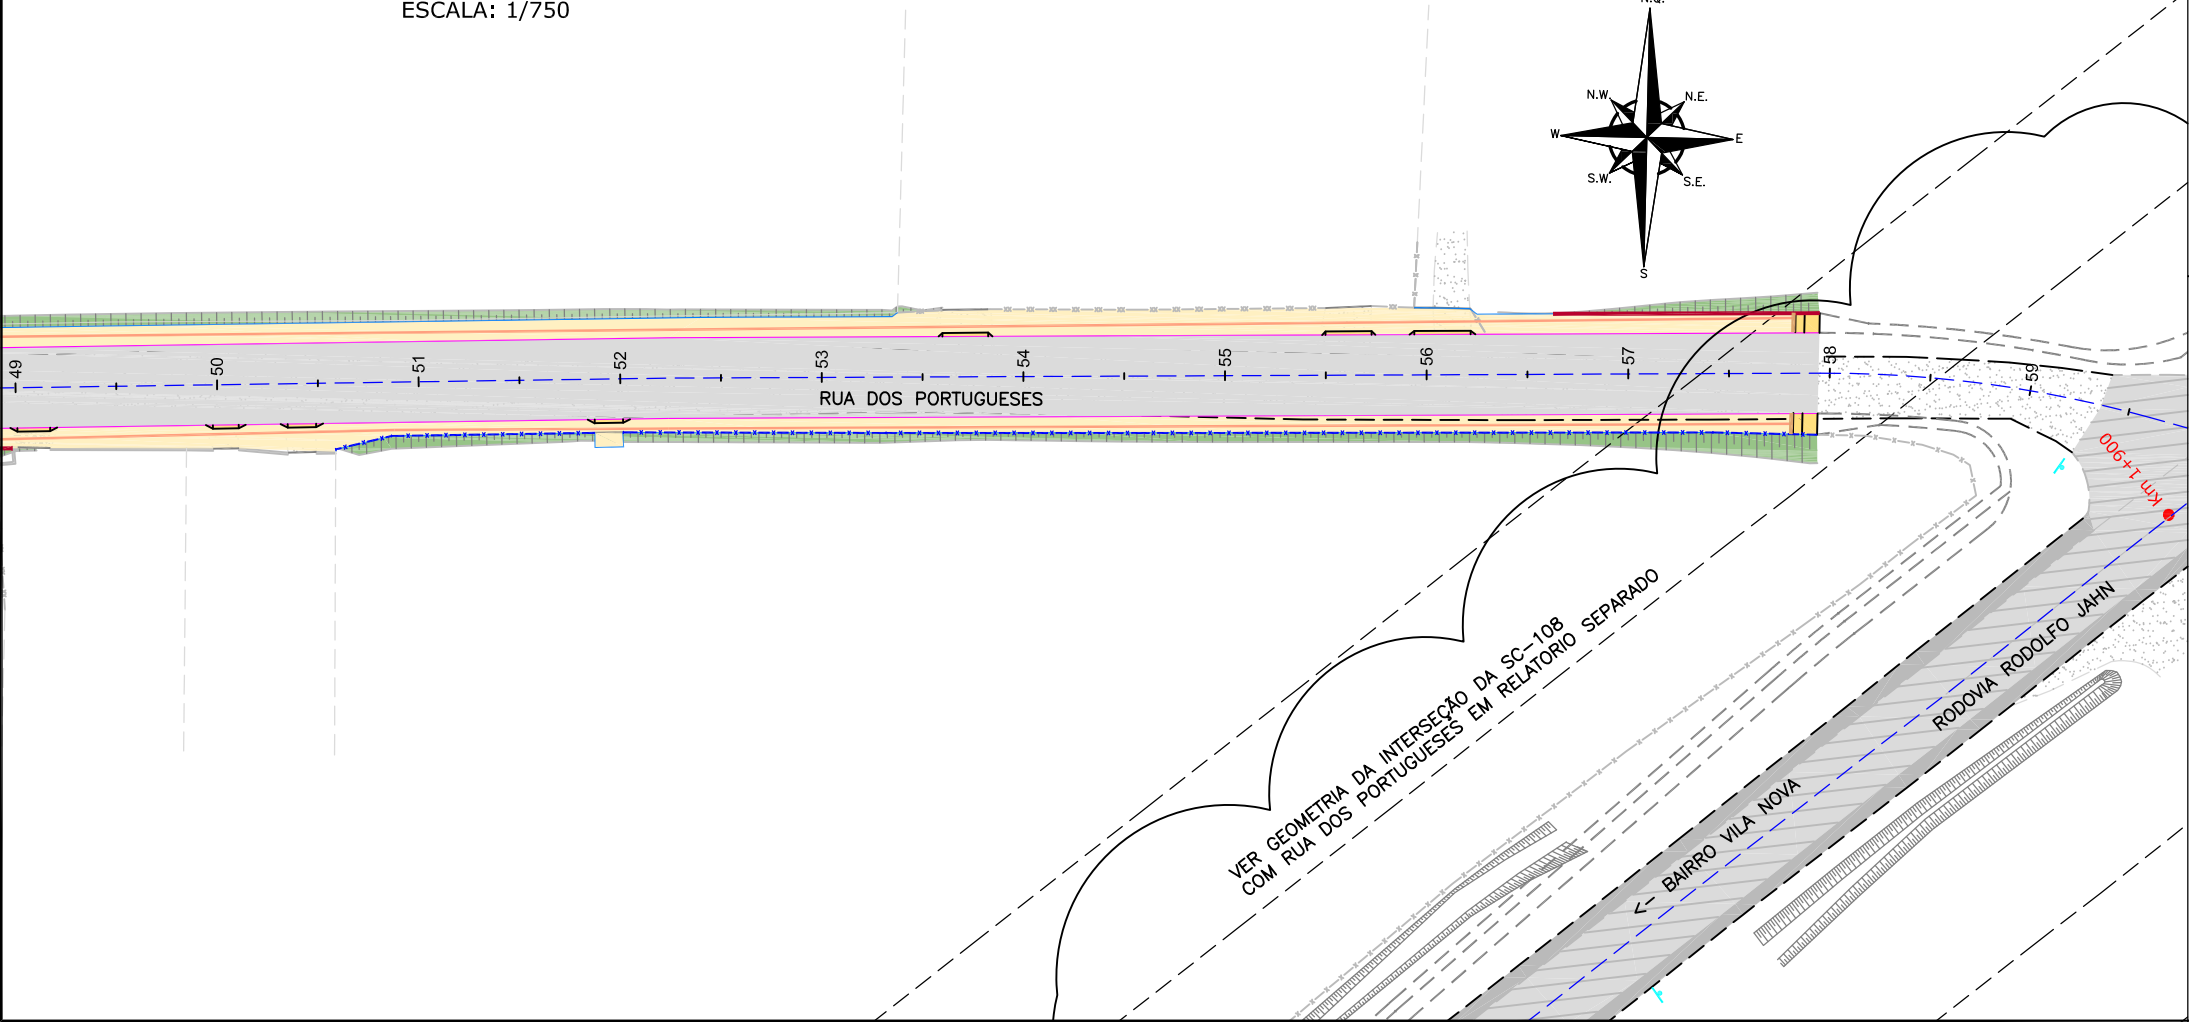 ESCALA: 1/750
N.Q.
N.W.
N.E.
W
E
S.W.
S.E.
S
49
50
51
52
53
54
55
56
57
58
59
RUA DOS PORTUGUESES
Km 1+900
VER GEOMETRIA DA INTERSEÇÃO DA SC-108
COM RUA DOS PORTUGUESES EM RELATORIO SEPARADO
RODOVIA RODOLFO JAHN
BAIRRO VILA NOVA